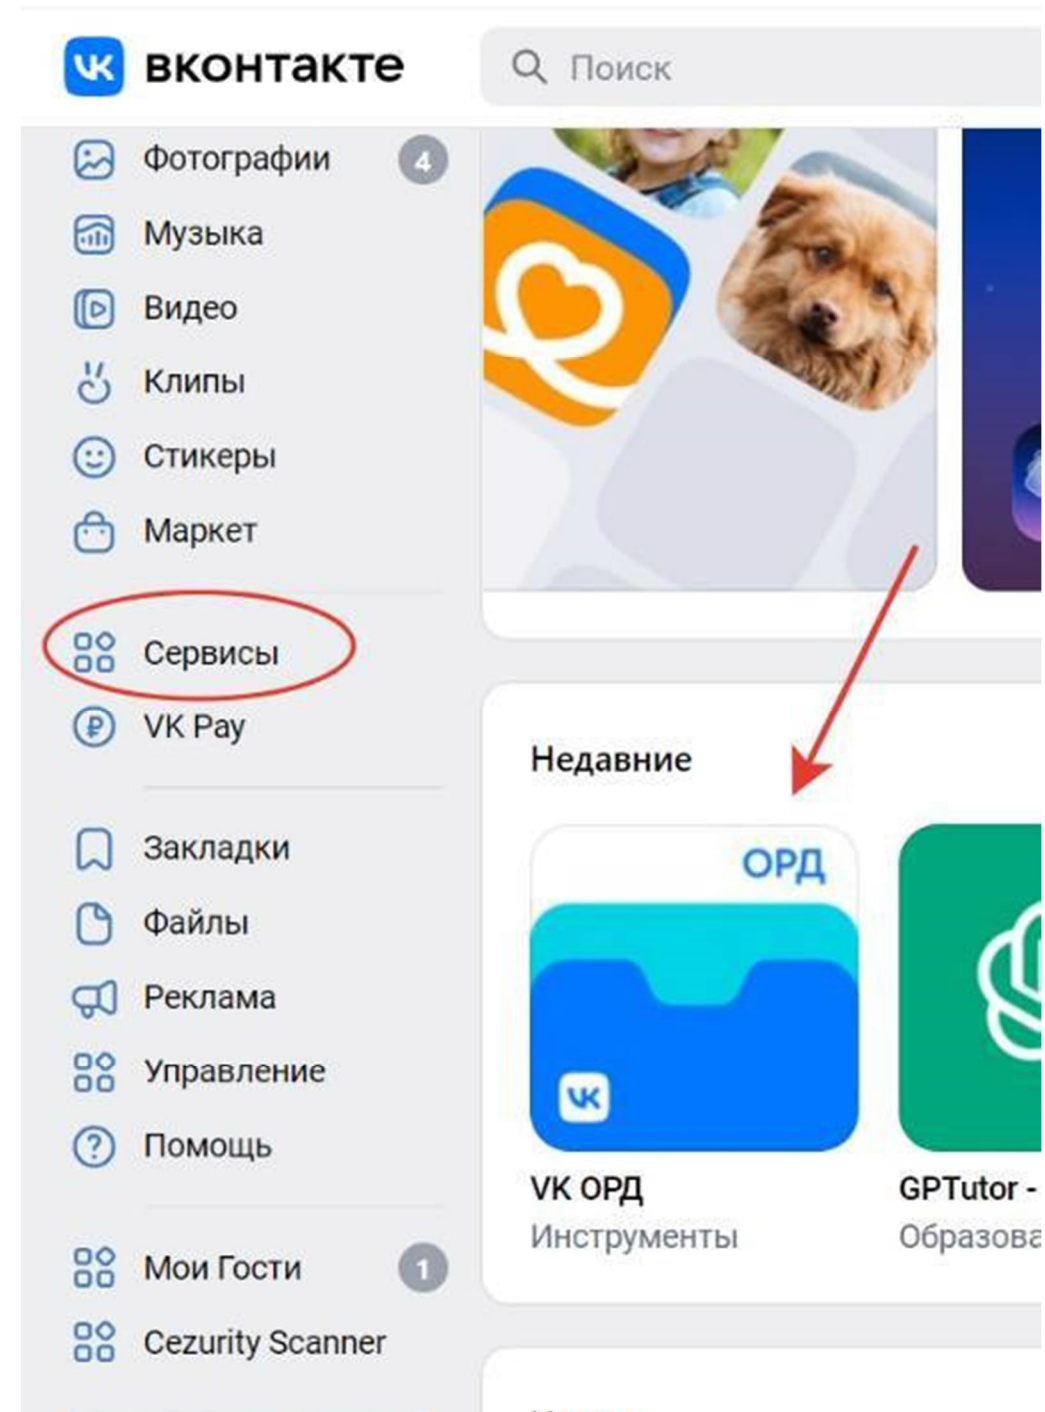 вконтакте
Поиск
Фотографии 4
Музыка
Видео
Клипы
Стикеры
Маркет
Сервисы
VK Pay
Закладки
Файлы
Реклама
Управление
Помощь
Мои Гости 1
Cezurity Scanner
Недавние
ОРД
VK ОРД
Инструменты
GPTutor -
Образова